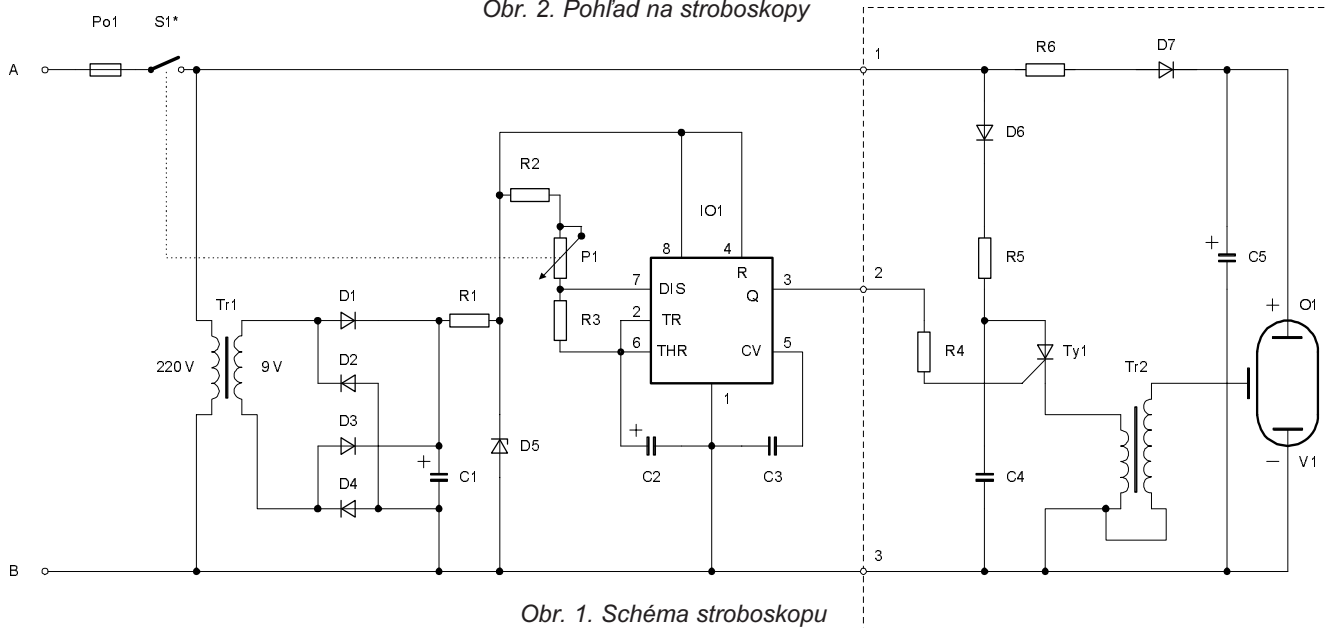 Obr. 2. Pohľad na stroboskopy
Po1
S1*
A
1
R6
D7
D6
R2
IO1
8
4
P1
R5
+
C5
7
DIS
R
Q
3
2
Tr1
D1
R1
R3
2
TR
+
O1
220 V
9 V
D2
6
THR
CV
5
R4
Ty1
Tr2
D3
1
D4
+
C1
D5
+
C2
C3
C4
−
V1
B
3
Obr. 1. Schéma stroboskopu